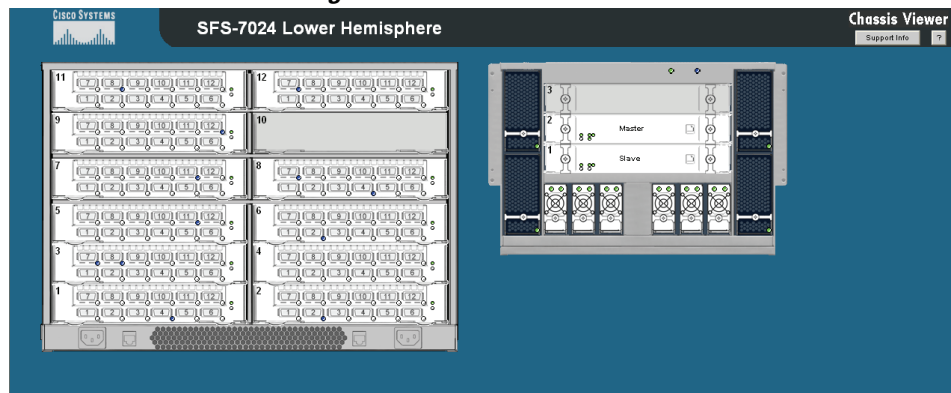 CISCO SYSTEMS
SFS-7024 Lower Hemisphere
Chassis Viewer
Support Info ?
11
7 8 9 10 11 12
1 2 3 4 5 6
12
7 8 9 10 11 12
1 2 3 4 5 6
9
7 8 9 10 11 12
1 2 3 4 5 6
10
7
7 8 9 10 11 12
1 2 3 4 5 6
8
7 8 9 10 11 12
1 2 3 4 5 6
5
7 8 9 10 11 12
1 2 3 4 5 6
6
7 8 9 10 11 12
1 2 3 4 5 6
3
7 8 9 10 11 12
1 2 3 4 5 6
4
7 8 9 10 11 12
1 2 3 4 5 6
1
7 8 9 10 11 12
1 2 3 4 5 6
2
7 8 9 10 11 12
1 2 3 4 5 6
3
2 Master
1 Slave